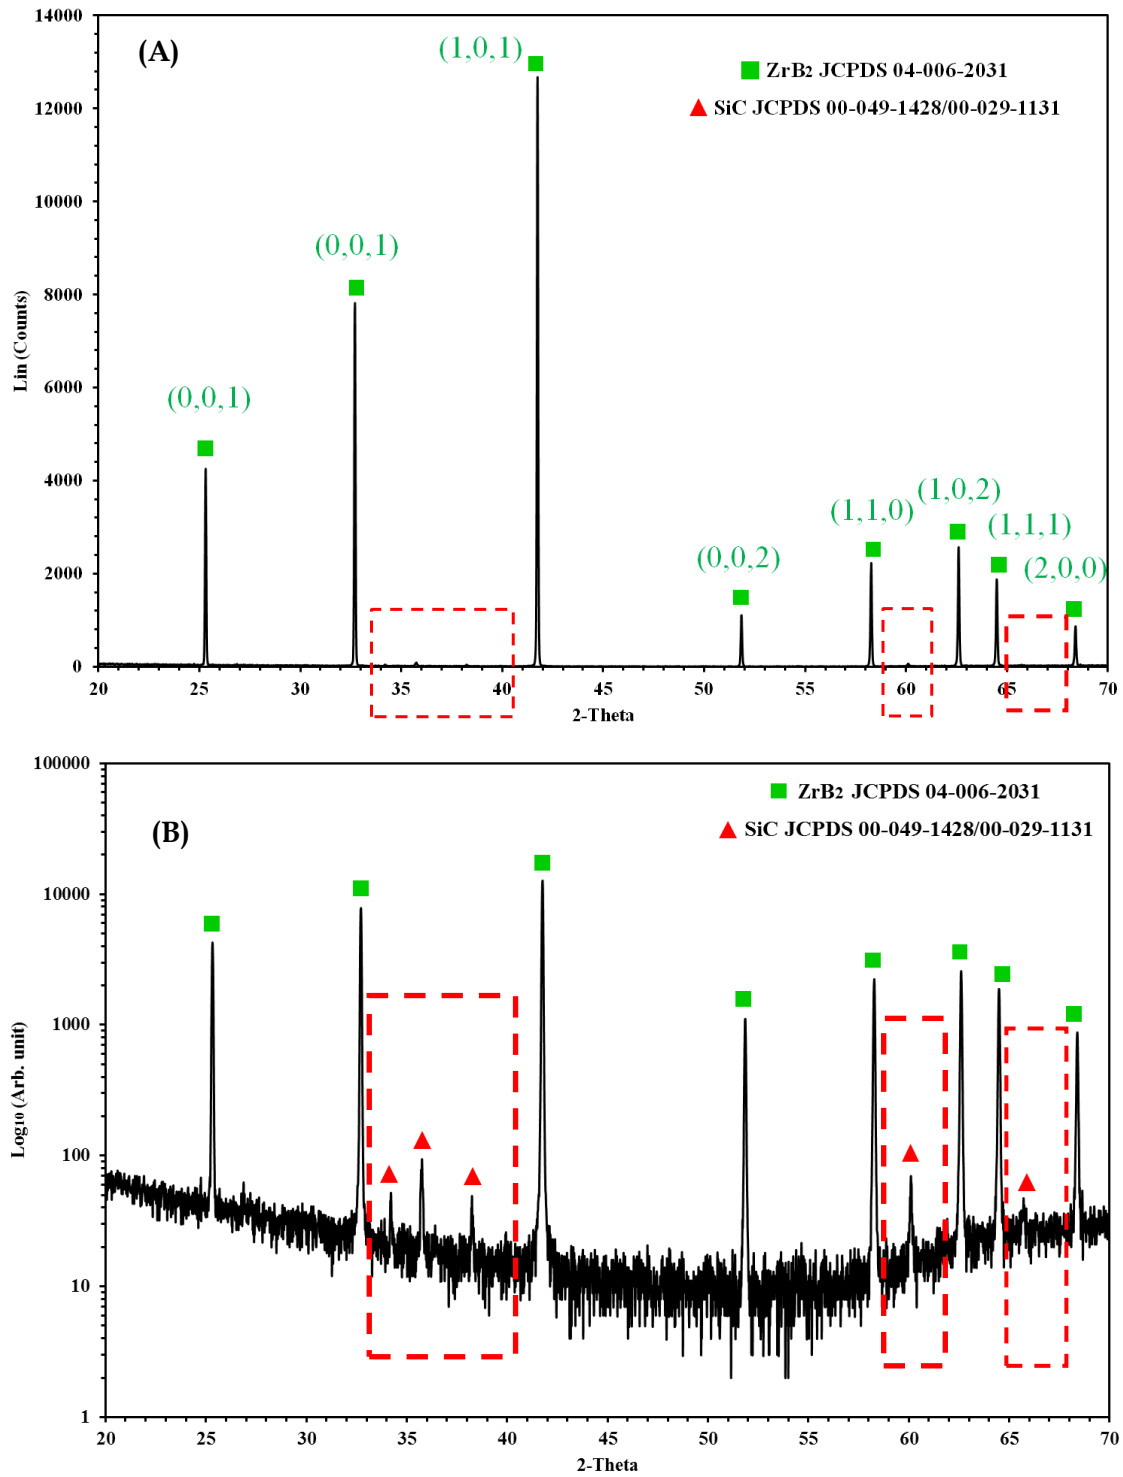 14000
(A)
(1,0,1)
ZrB2 JCPDS 04-006-2031
SiC JCPDS 00-049-1428/00-029-1131
12000
10000
(0,0,1)
8000
Lin (Counts)
6000
(0,0,1)
4000
(1,0,2)
(1,1,0)
(1,1,1)
(0,0,2)
(2,0,0)
2000
0
20 25 30 35 40 45 50 55 60 65 70
2-Theta
100000
ZrB2 JCPDS 04-006-2031
(B)
SiC JCPDS 00-049-1428/00-029-1131
10000
1000
Log10 (Arb. unit)
100
10
1
20 25 30 35 40 45 50 55 60 65 70
2-Theta